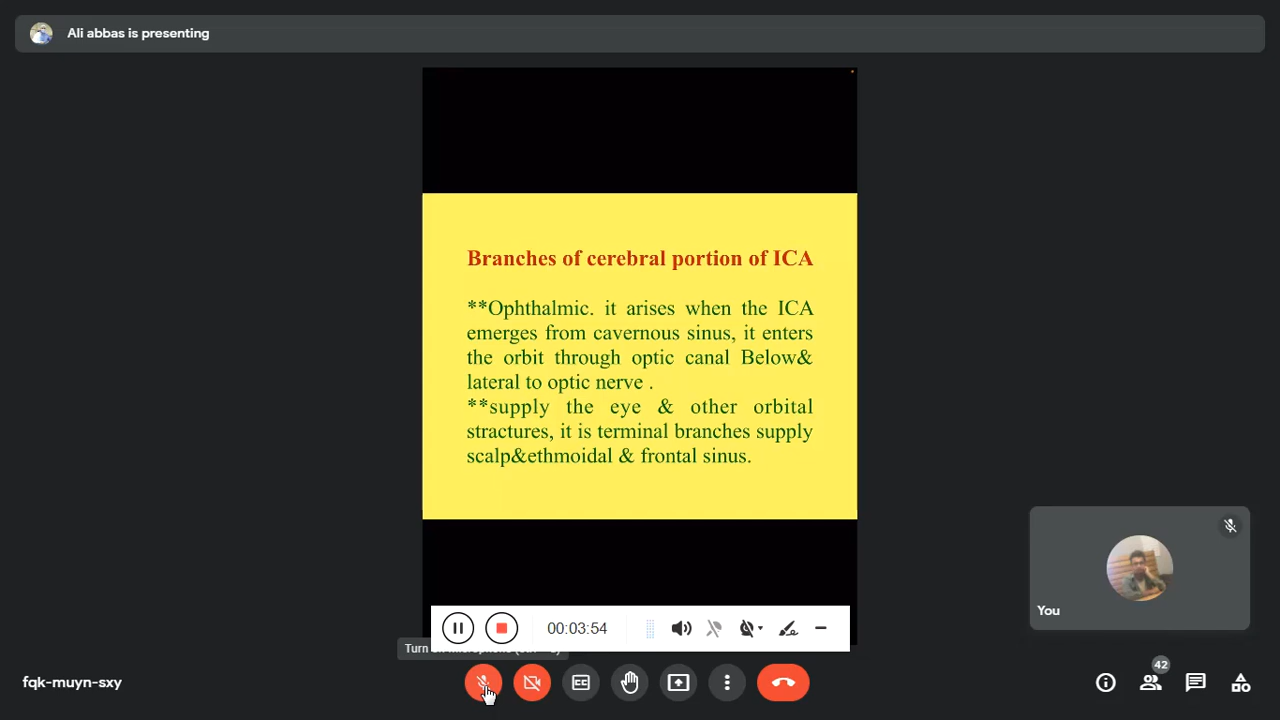 Ali abbas is presenting
Branches of cerebral portion of ICA
**Ophthalmic. it arises when the ICA
emerges from cavernous sinus, it enters
the orbit through optic canal Below&
lateral to optic nerve .
**supply the eye & other orbital
stractures, it is terminal branches supply
scalp&ethmoidal & frontal sinus.
You
00:03:54
Turn
42
fqk-muyn-sxy
CC